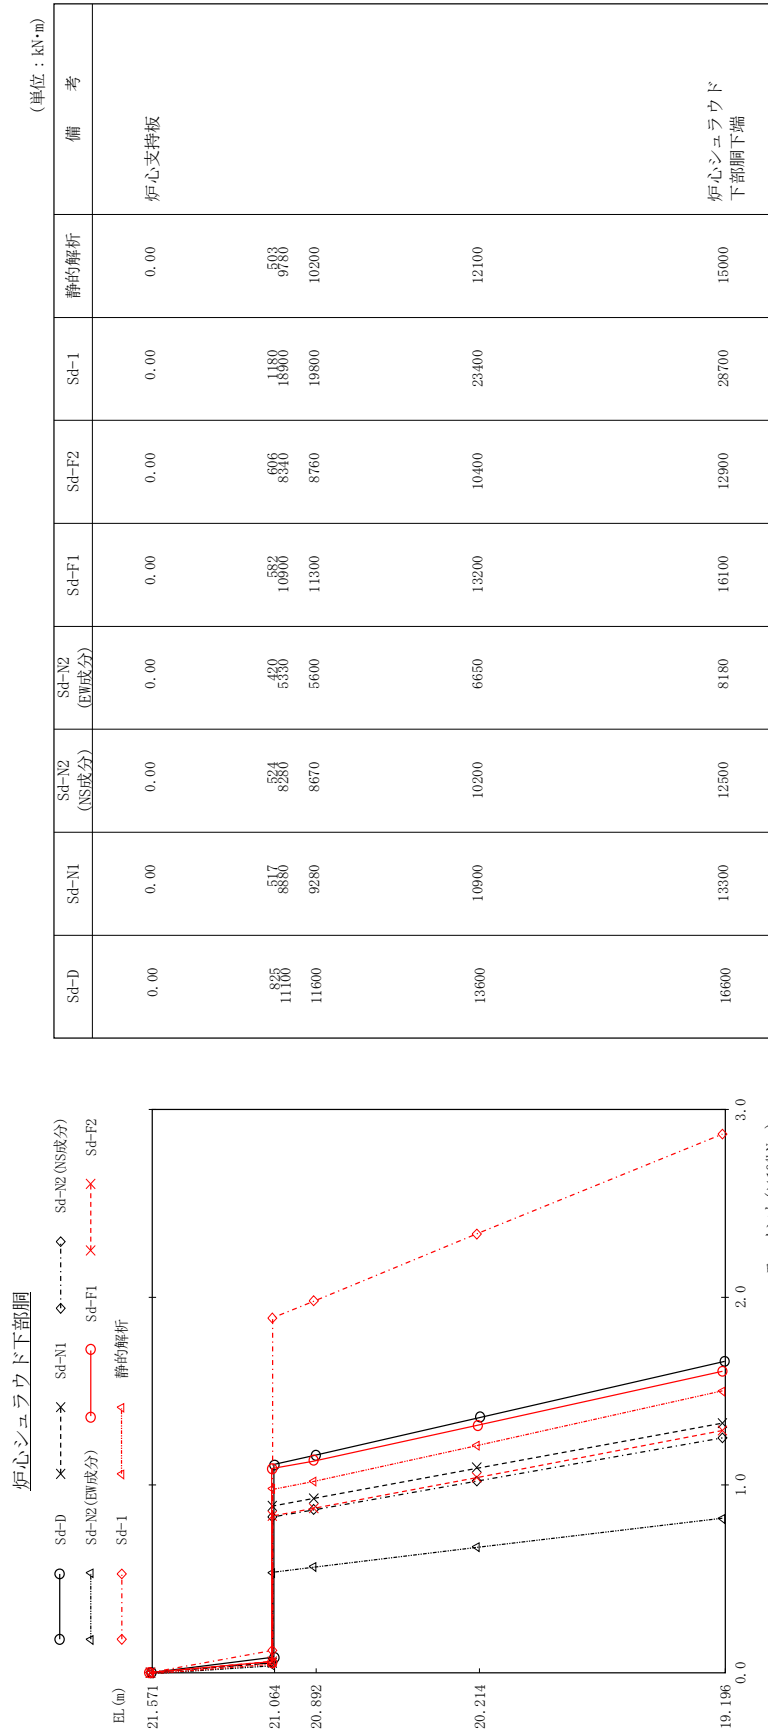 炉心シュラウド下部胴
Sd-D
Sd-N1
Sd-N2(NS成分)
Sd-N2(EW成分)
Sd-F1
Sd-F2
Sd-1
静的解析
EL(m)
21.571
21.064
20.892
20.214
19.196
0.0
1.0
2.0
3.0
(単位:kN・m)
Sd-D Sd-N1 Sd-N2 (NS成分) Sd-N2 (EW成分) Sd-F1 Sd-F2 Sd-1 静的解析 備 考
0.00 0.00 0.00 0.00 0.00 0.00 0.00 0.00 炉心支持板
825 517 524 420 582 606 1180 503
11100 8880 8280 5330 10900 8340 18900 9780
11600 9280 8670 5600 11300 8760 19800 10200
13600 10900 10200 6650 13200 10400 23400 12100
16600 13300 12500 8180 16100 12900 28700 15000 炉心シュラウド
下部胴下端